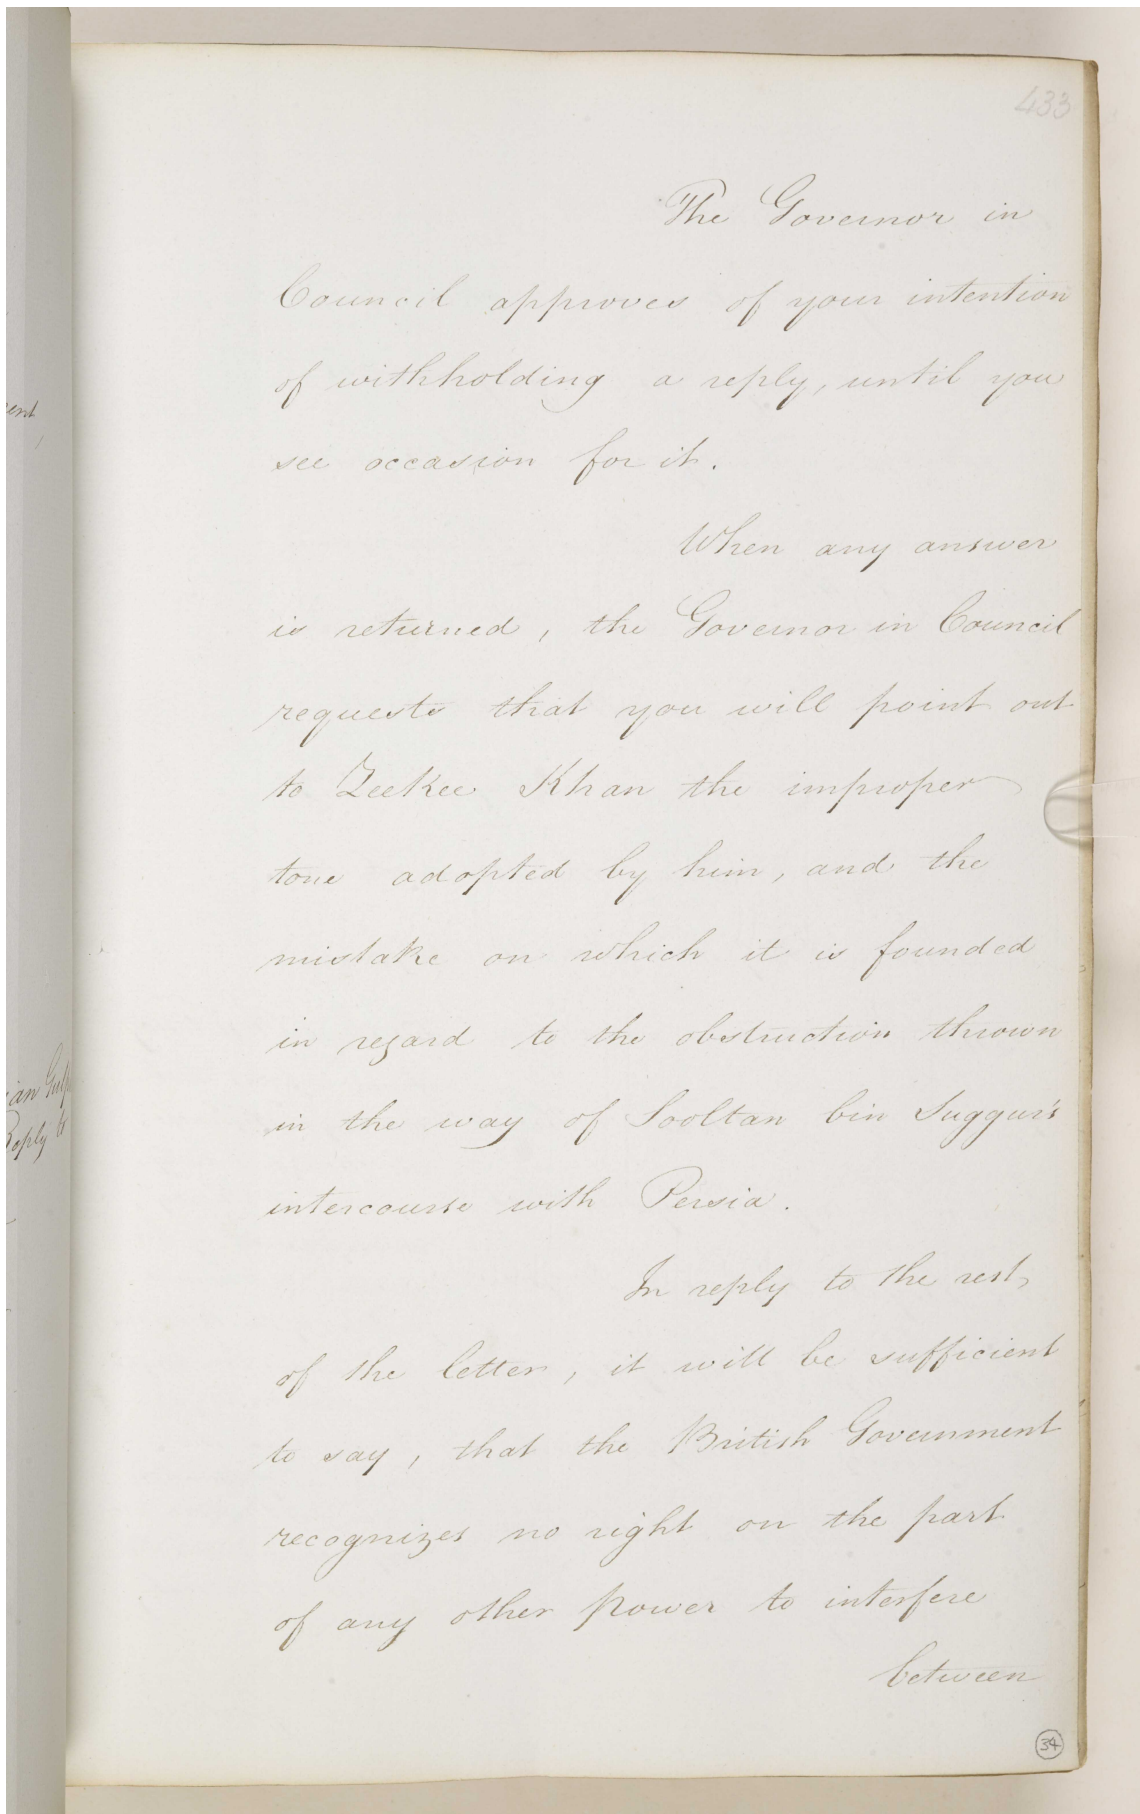 433
The Governor in
Council approves of your intention
of withholding a reply, until you
see occasion for it.
When any answer
is returned, the Governor in Council
requests that you will point out
to Zeekee Khan the improper
tone adopted by him, and the
mistake on which it is founded
in regard to the obstruction thrown
in the way of Sooltan bin Suggur's
intercourse with Persia.
In reply to the rest
of the letter, it will be sufficient
to say, that the British Government
recognizes no right on the part
of any other power to interfere
between
34
an Gulf
Reply to